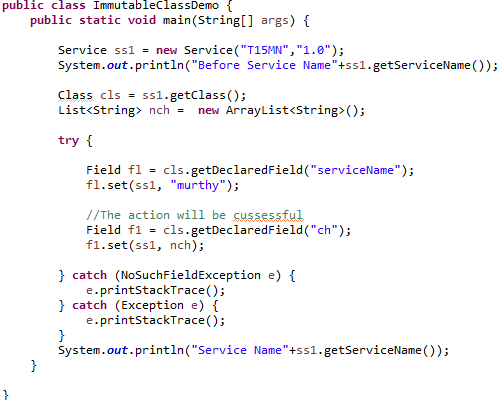 public class ImmutableClassDemo {
public static void main(String[] args) {
Service ss1 = new Service("T15MN","1.0");
System.out.println("Before Service Name"+ss1.getServiceName());
Class cls = ss1.getClass();
List<String> nch =  new ArrayList<String>();
try {
Field fl = cls.getDeclaredField("serviceName");
fl.set(ss1, "murthy");
//The action will be cussessful
Field f1 = cls.getDeclaredField("ch");
f1.set(ss1, nch);
} catch (NoSuchFieldException e) {
e.printStackTrace();
} catch (Exception e) {
e.printStackTrace();
}
System.out.println("Service Name"+ss1.getServiceName());
}
}